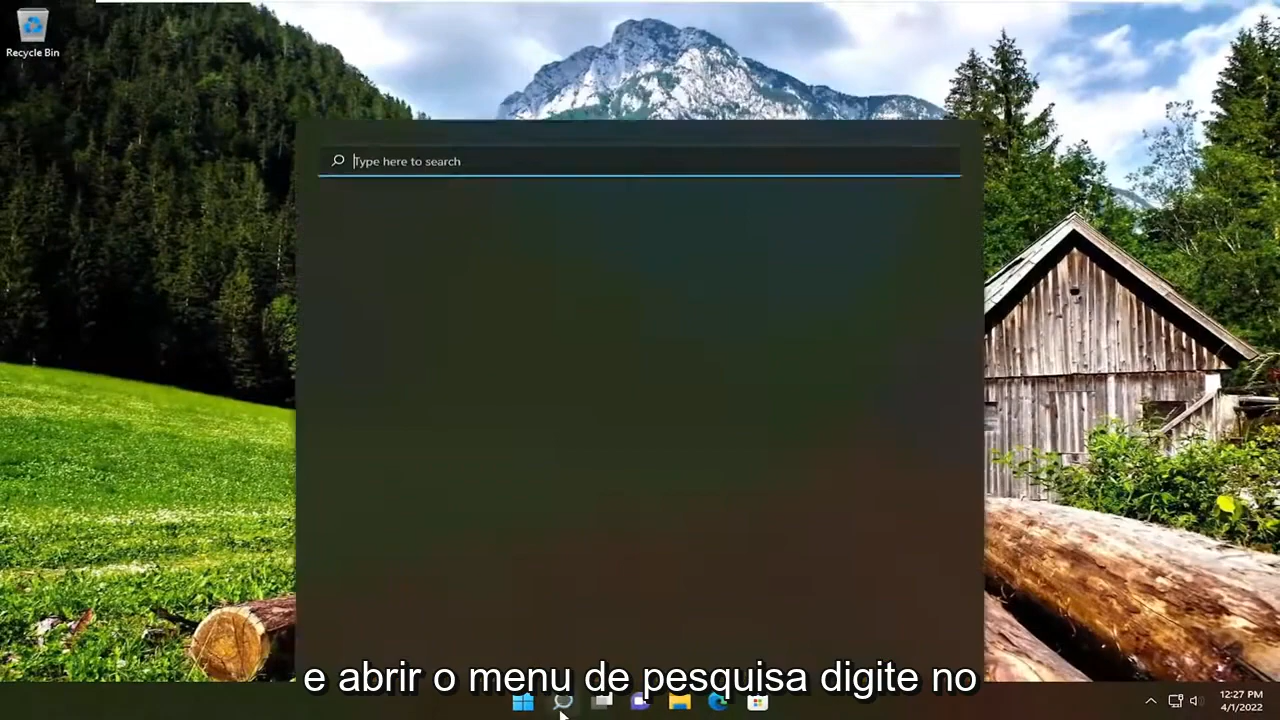 Recycle Bin
Type here to search
e abrir o menu de pesquisa digite no
12:27 PM
4/1/2022